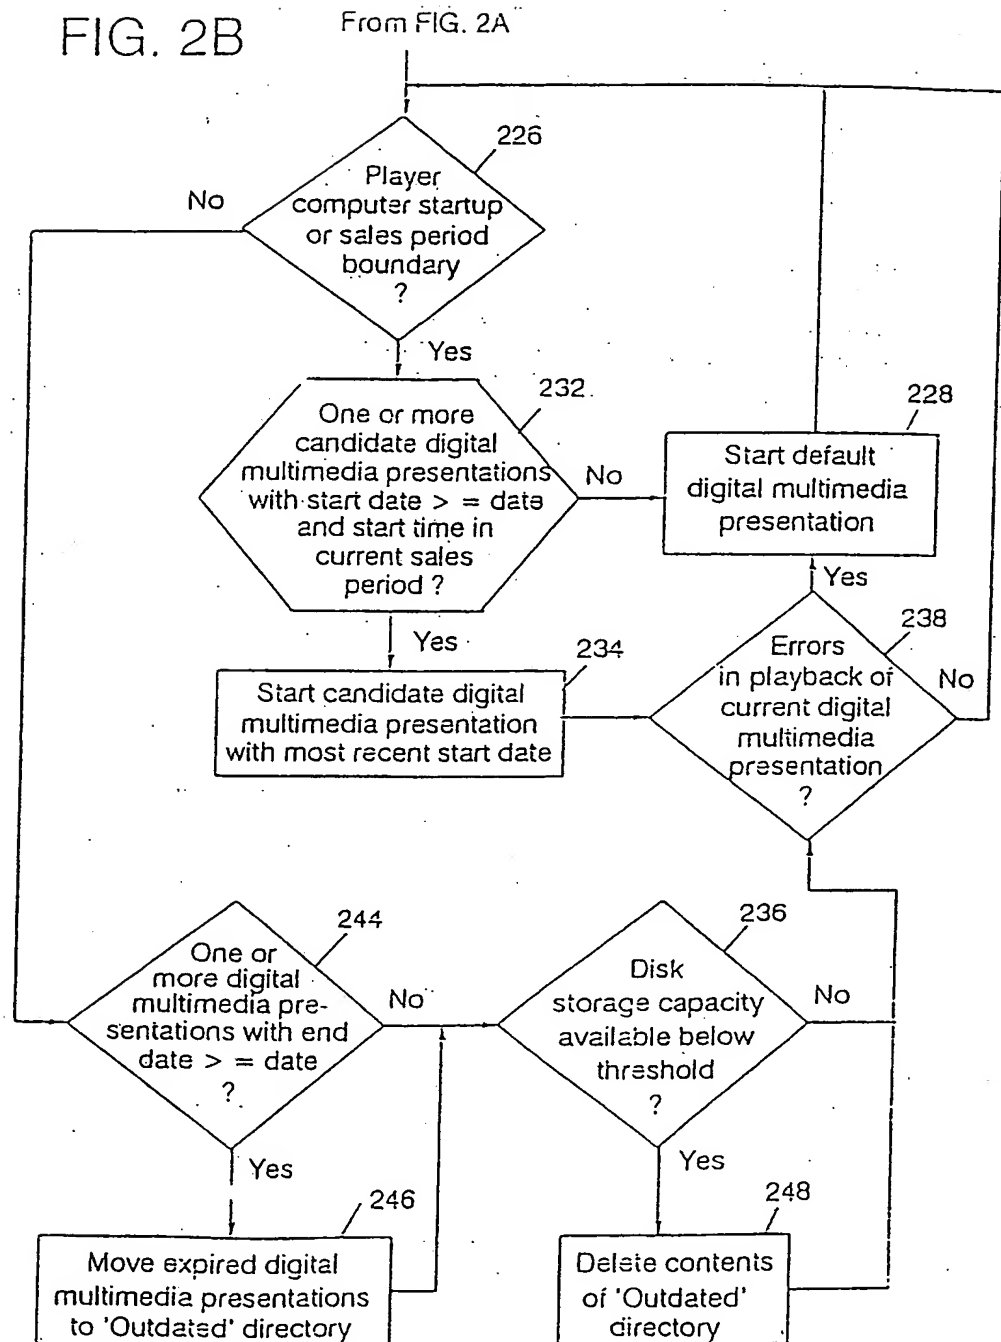 FIG. 2B
From FIG. 2A
226
Player
computer startup
or sales period
boundary
?
No
Yes
232
One or more
candidate digital
multimedia presentations
with start date > = date
and start time in
current sales
period ?
No
228
Start default
digital multimedia
presentation
Yes
Yes
234
Start candidate digital
multimedia presentation
with most recent start date
238
Errors
in playback of
current digital
multimedia
presentation
?
No
244
One or
more digital
multimedia pre-
sentations with end
date > = date
?
No
236
Disk
storage capacity
available below
threshold
?
No
Yes
246
Move expired digital
multimedia presentations
to 'Outdated' directory
Yes
248
Delete contents
of 'Outdated'
directory